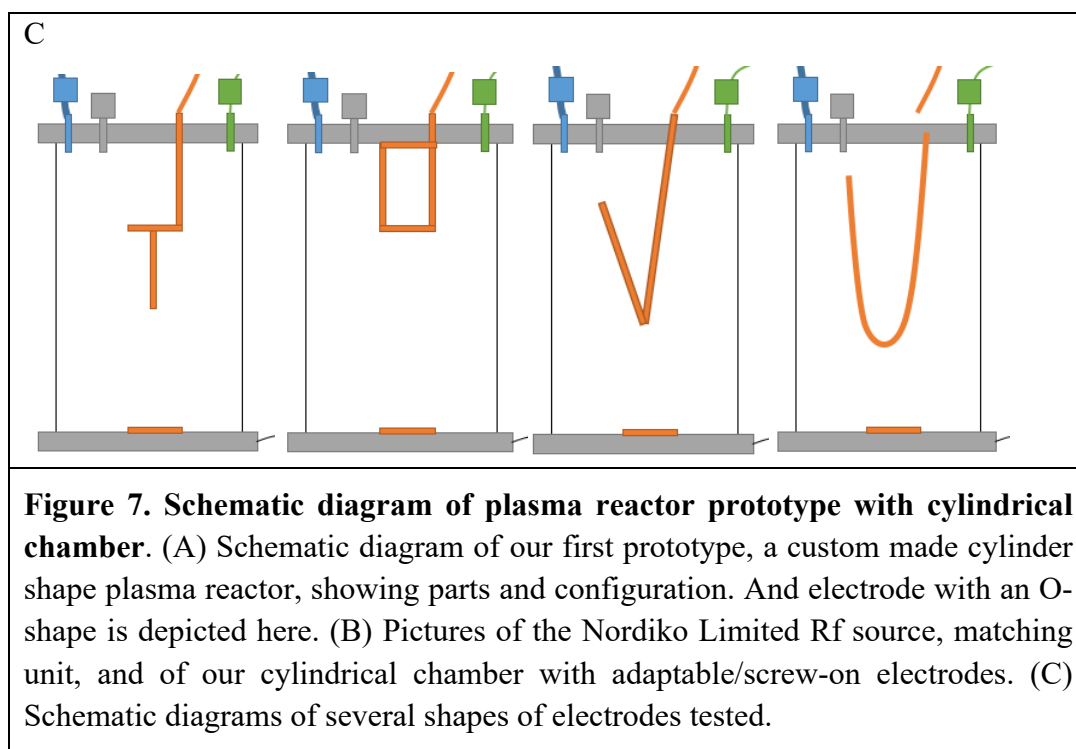 C
Figure 7. Schematic diagram of plasma reactor prototype with cylindrical
chamber. (A) Schematic diagram of our first prototype, a custom made cylinder
shape plasma reactor, showing parts and configuration. And electrode with an O-
shape is depicted here. (B) Pictures of the Nordiko Limited Rf source, matching
unit, and of our cylindrical chamber with adaptable/screw-on electrodes. (C)
Schematic diagrams of several shapes of electrodes tested.